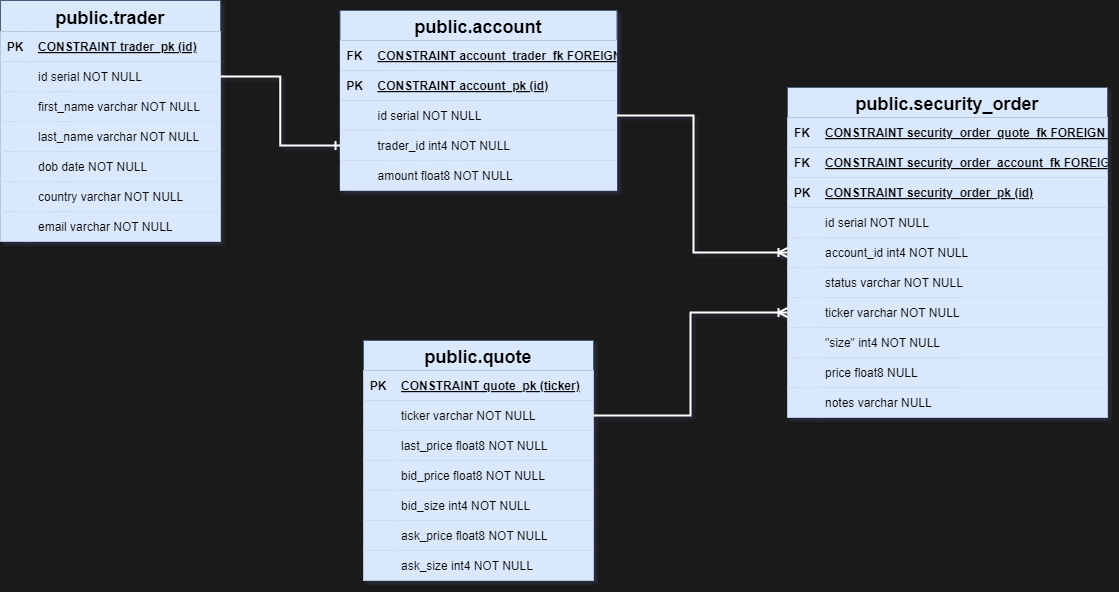 public.trader
PK CONSTRAINT trader_pk (id)
id serial NOT NULL
first_name varchar NOT NULL
last_name varchar NOT NULL
dob date NOT NULL
country varchar NOT NULL
email varchar NOT NULL
public.account
FK CONSTRAINT account_trader_fk FOREIGN
PK CONSTRAINT account_pk (id)
id serial NOT NULL
trader_id int4 NOT NULL
amount float8 NOT NULL
public.security_order
FK CONSTRAINT security_order_quote_fk FOREIGN
FK CONSTRAINT security_order_account_fk FOREIG
PK CONSTRAINT security_order_pk (id)
id serial NOT NULL
account_id int4 NOT NULL
status varchar NOT NULL
ticker varchar NOT NULL
"size" int4 NOT NULL
price float8 NULL
notes varchar NULL
public.quote
PK CONSTRAINT quote_pk (ticker)
ticker varchar NOT NULL
last_price float8 NOT NULL
bid_price float8 NOT NULL
bid_size int4 NOT NULL
ask_price float8 NOT NULL
ask_size int4 NOT NULL